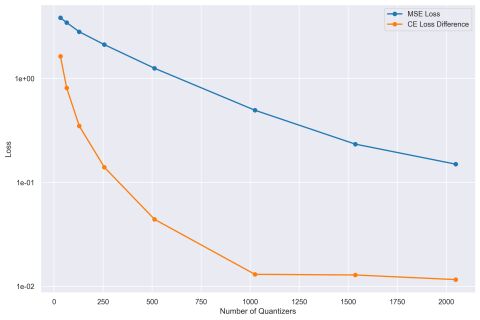 MSE Loss
CE Loss Difference
1e+00
1e-01
1e-02
Loss
0 250 500 750 1000 1250 1500 1750 2000
Number of Quantizers